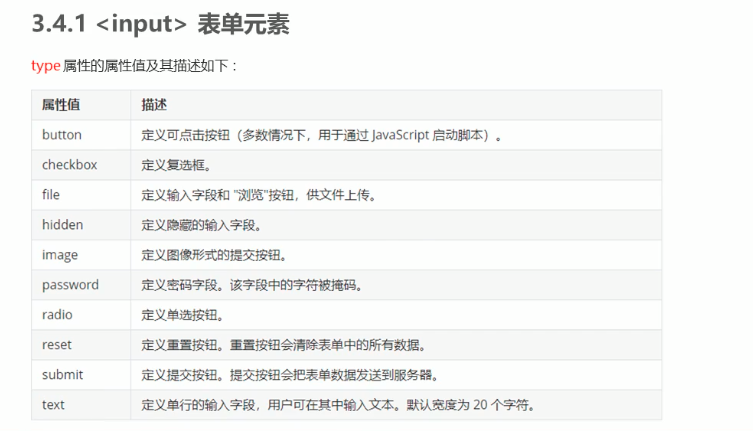 3.4.1 <input> 表单元素
type 属性的属性值及其描述如下：
属性值 描述
button 定义可点击按钮（多数情况下，用于通过 JavaScript 启动脚本）。
checkbox 定义复选框。
file 定义输入字段和 "浏览"按钮，供文件上传。
hidden 定义隐藏的输入字段。
image 定义图像形式的提交按钮。
password 定义密码字段。该字段中的字符被掩码。
radio 定义单选按钮。
reset 定义重置按钮。重置按钮会清除表单中的所有数据。
submit 定义提交按钮。提交按钮会把表单数据发送到服务器。
text 定义单行的输入字段，用户可在其中输入文本。默认宽度为 20 个字符。